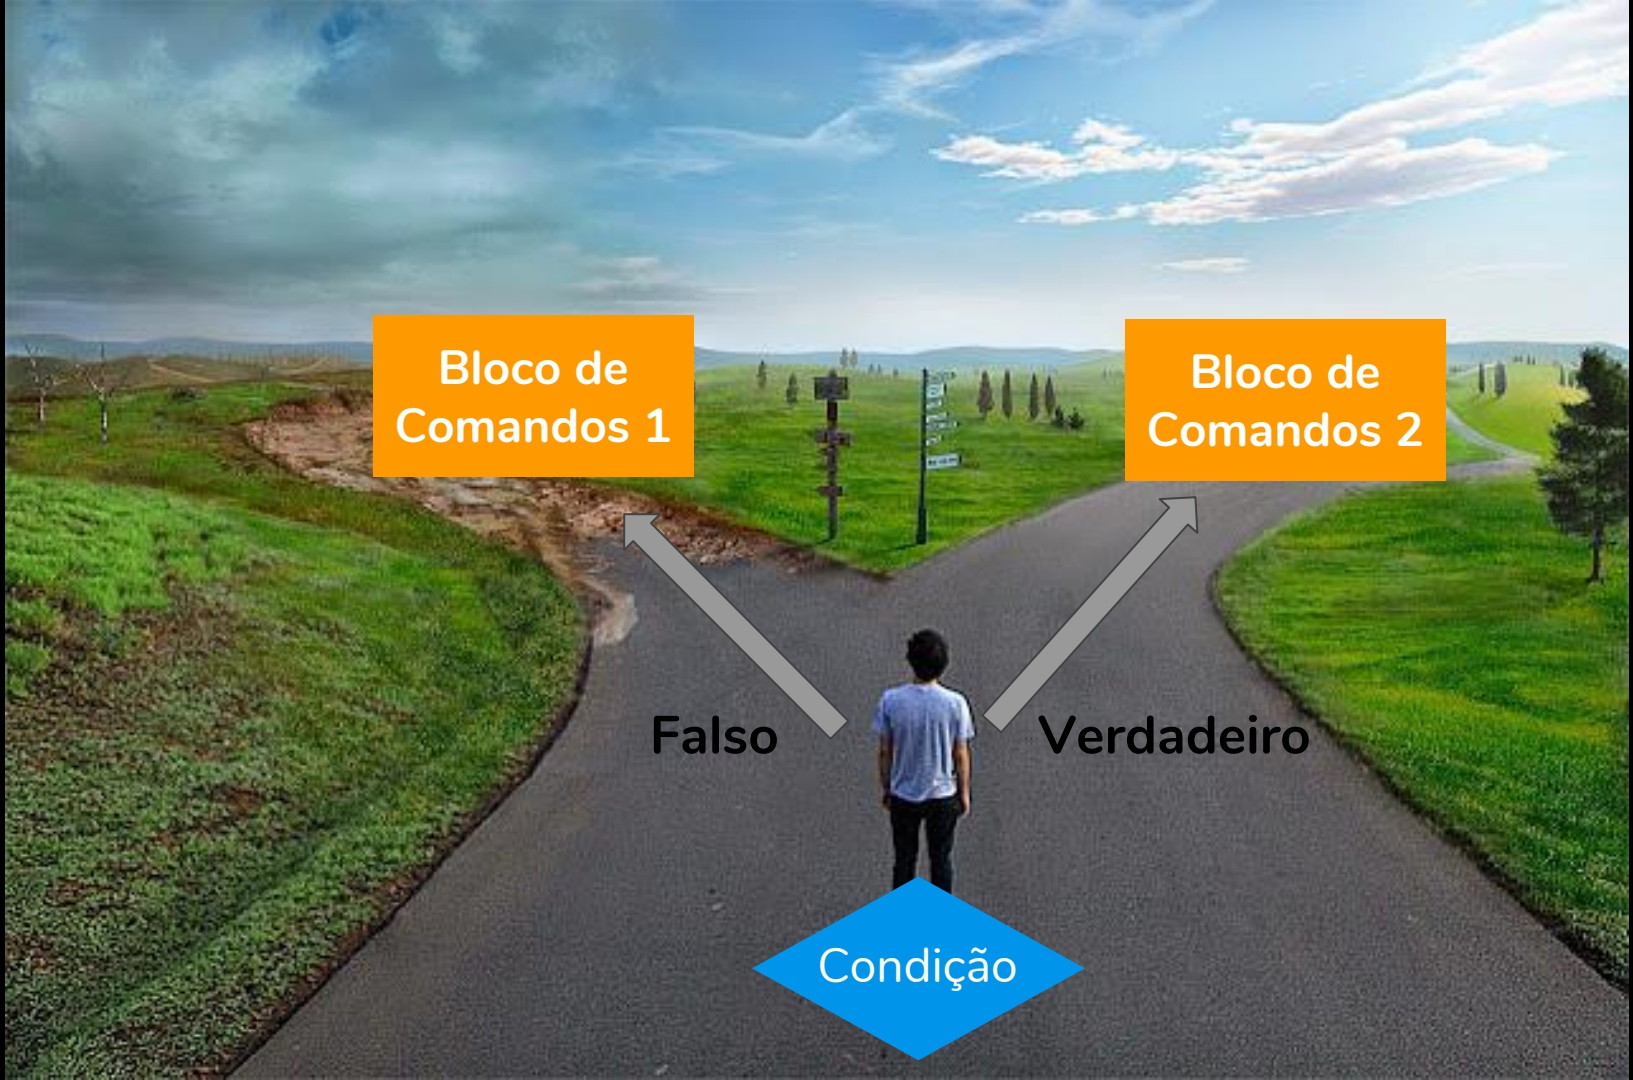 Bloco de
Comandos 1
Bloco de
Comandos 2
Falso
Verdadeiro
Condição